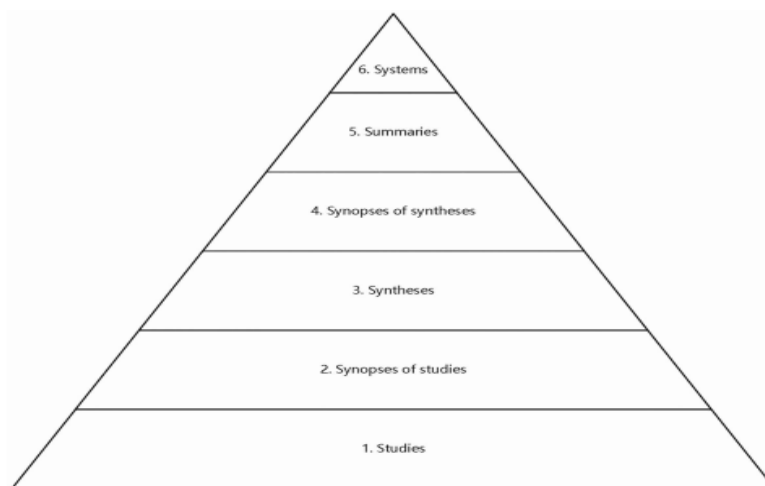 6. Systems
5. Summaries
4. Synopses of syntheses
3. Syntheses
2. Synopses of studies
1. Studies